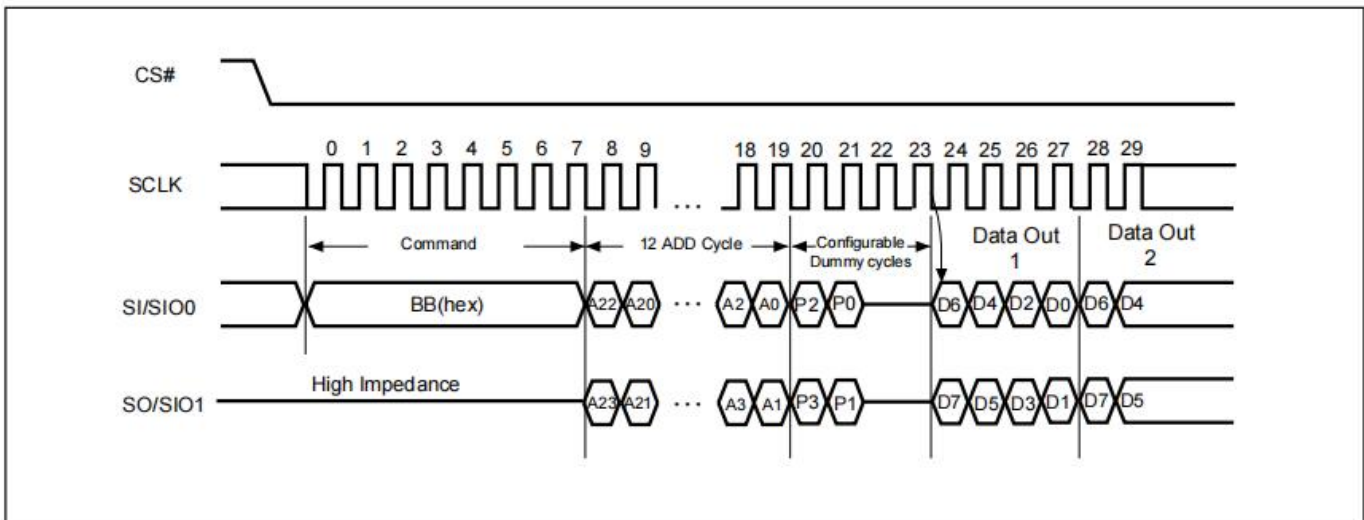 CS#
0 1 2 3 4 5 6 7 8 9 18 19 20 21 22 23 24 25 26 27 28 29
SCLK
...
Command
12 ADD Cycle
Configurable
Dummy cycles
Data Out
1
Data Out
2
SI/SIO0
BB(hex)
A22 A20 ... A2 A0 P2 P0 D6 D4 D2 D0 D6 D4
High Impedance
SO/SIO1
A23 A21 ... A3 A1 P3 P1 D7 D5 D3 D1 D7 D5